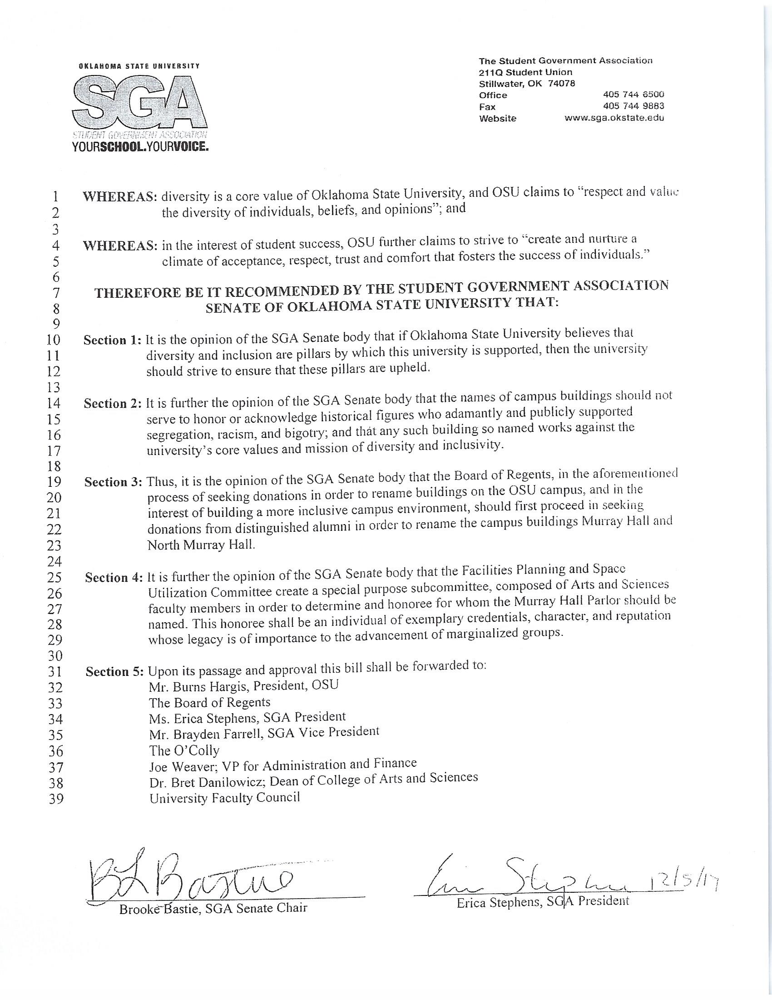 OKLAHOMA STATE UNIVERSITY
SGA
STUDENT GOVERNMENT ASSOCIATION
YOURSCHOOL.YOURVOICE.
The Student Government Association
211Q Student Union
Stillwater, OK 74078
Office 405 744 6500
Fax 405 744 9883
Website www.sga.okstate.edu
1 WHEREAS: diversity is a core value of Oklahoma State University, and OSU claims to “respect and value
2 the diversity of individuals, beliefs, and opinions”; and
3
4 WHEREAS: in the interest of student success, OSU further claims to strive to “create and nurture a
5 climate of acceptance, respect, trust and comfort that fosters the success of individuals.”
6
7 THEREFORE BE IT RECOMMENDED BY THE STUDENT GOVERNMENT ASSOCIATION
8 SENATE OF OKLAHOMA STATE UNIVERSITY THAT:
9
10 Section 1: It is the opinion of the SGA Senate body that if Oklahoma State University believes that
11 diversity and inclusion are pillars by which this university is supported, then the university
12 should strive to ensure that these pillars are upheld.
13
14 Section 2: It is further the opinion of the SGA Senate body that the names of campus buildings should not
15 serve to honor or acknowledge historical figures who adamantly and publicly supported
16 segregation, racism, and bigotry; and that any such building so named works against the
17 university’s core values and mission of diversity and inclusivity.
18
19 Section 3: Thus, it is the opinion of the SGA Senate body that the Board of Regents, in the aforementioned
20 process of seeking donations in order to rename buildings on the OSU campus, and in the
21 interest of building a more inclusive campus environment, should first proceed in seeking
22 donations from distinguished alumni in order to rename the campus buildings Murray Hall and
23 North Murray Hall.
24
25 Section 4: It is further the opinion of the SGA Senate body that the Facilities Planning and Space
26 Utilization Committee create a special purpose subcommittee, composed of Arts and Sciences
27 faculty members in order to determine and honoree for whom the Murray Hall Parlor should be
28 named. This honoree shall be an individual of exemplary credentials, character, and reputation
29 whose legacy is of importance to the advancement of marginalized groups.
30
31 Section 5: Upon its passage and approval this bill shall be forwarded to:
32 Mr. Burns Hargis, President, OSU
33 The Board of Regents
34 Ms. Erica Stephens, SGA President
35 Mr. Brayden Farrell, SGA Vice President
36 The O’Colly
37 Joe Weaver; VP for Administration and Finance
38 Dr. Bret Danilowicz; Dean of College of Arts and Sciences
39 University Faculty Council
BL Bastie
Brooke Bastie, SGA Senate Chair
Erica Stephens 12/5/17
Erica Stephens, SGA President